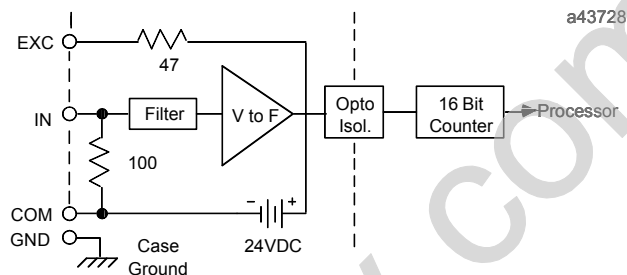 a43728
EXC
47
IN
Filter
V to F
Opto
Isol.
16 Bit
Counter
Processor
100
COM
- +
GND
Case
Ground
24VDC